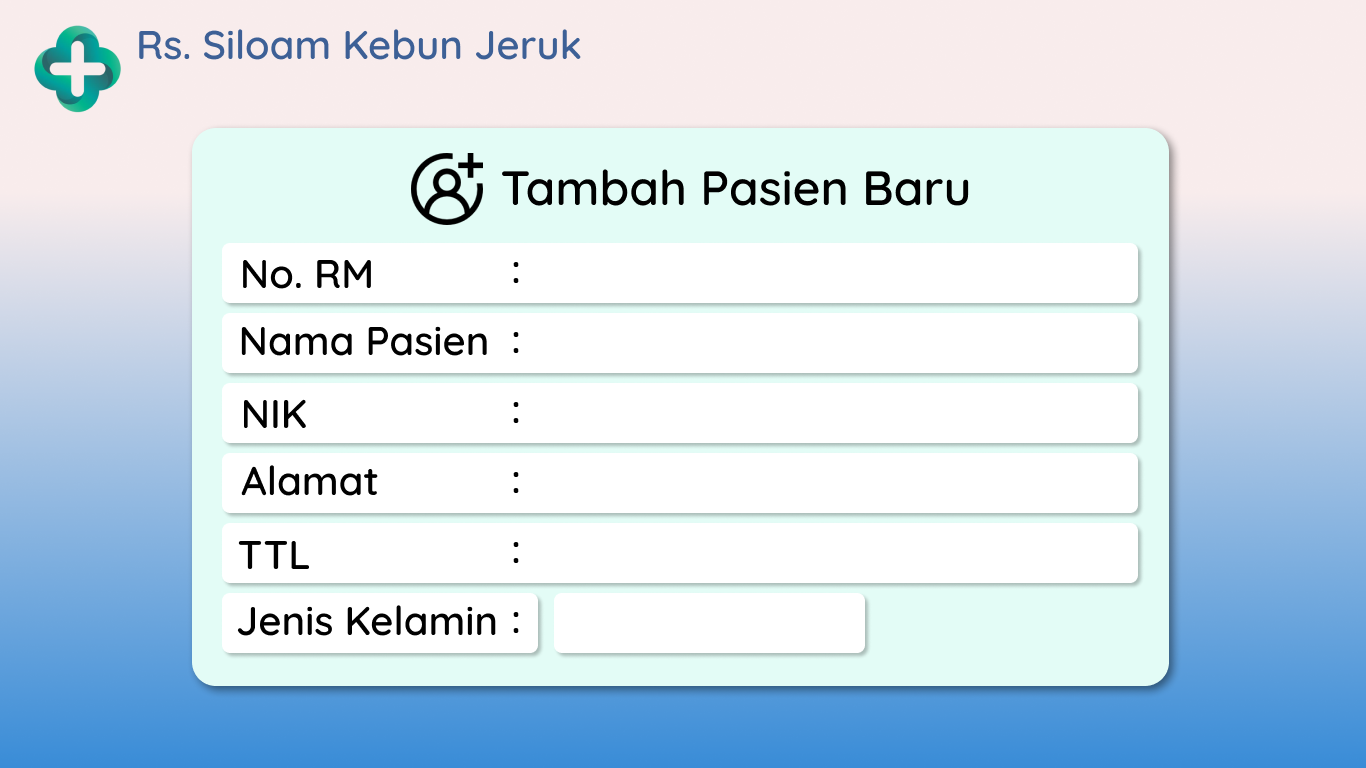 Rs. Siloam Kebun Jeruk
Tambah Pasien Baru
No. RM :
Nama Pasien :
NIK :
Alamat :
TTL :
Jenis Kelamin :